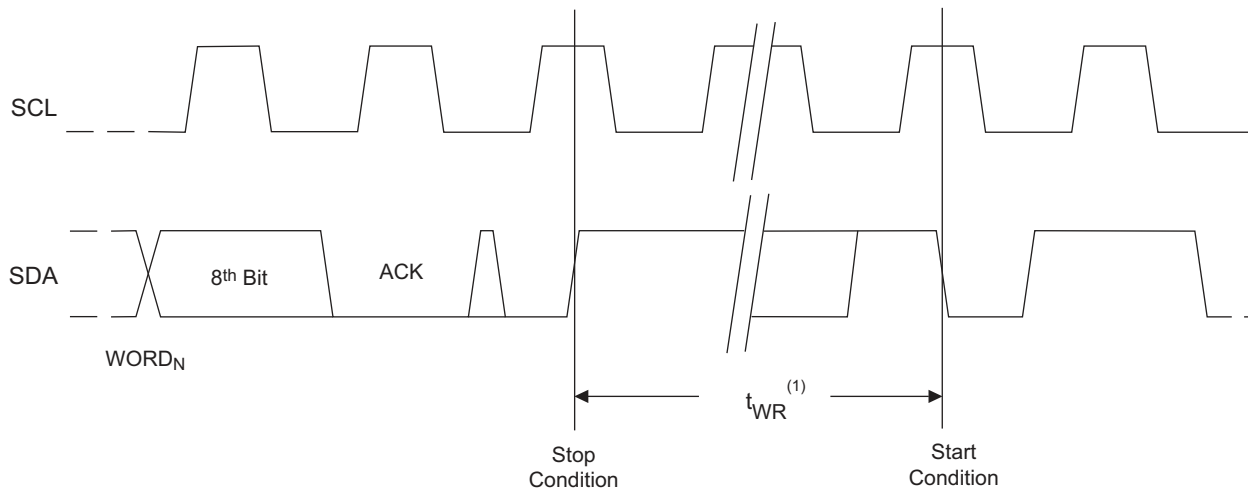 SCL
SDA
8th Bit
ACK
WORDN
tWR(1)
Stop
Condition
Start
Condition